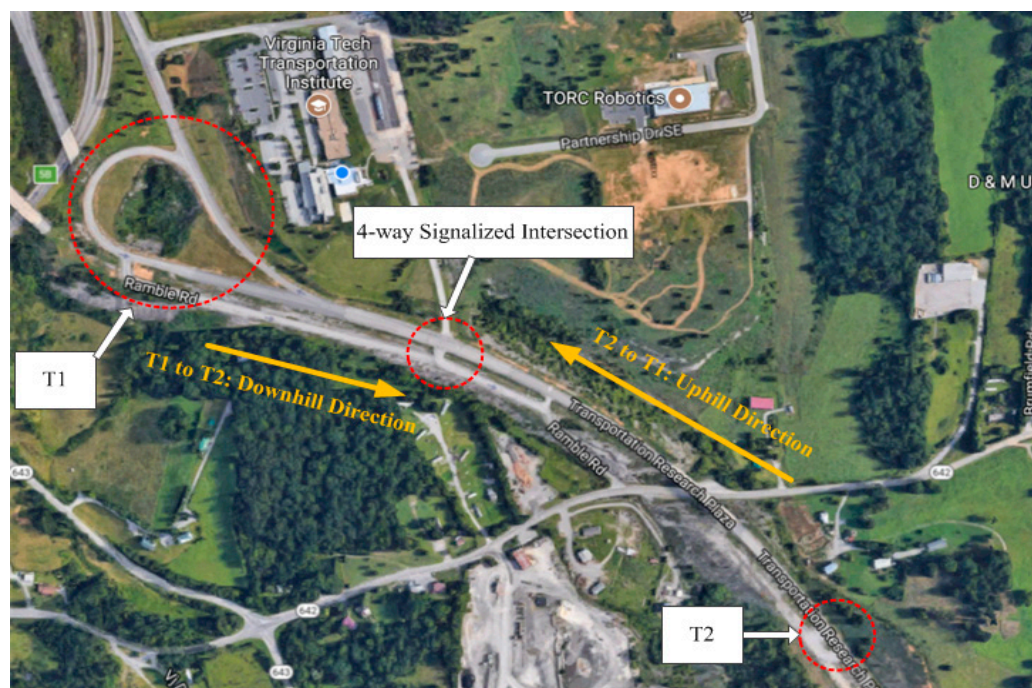 Virginia Tech
Transportation
Institute
TORC Robotics
Partnership Dr SE
5B
D & M U
4-way Signalized Intersection
Ramble Rd
T1
T1 to T2: Downhill Direction
T2 to T1: Uphill Direction
Transportation Research Plaza
Ramble Rd
643
642
Transportation Research P
642
T2
643